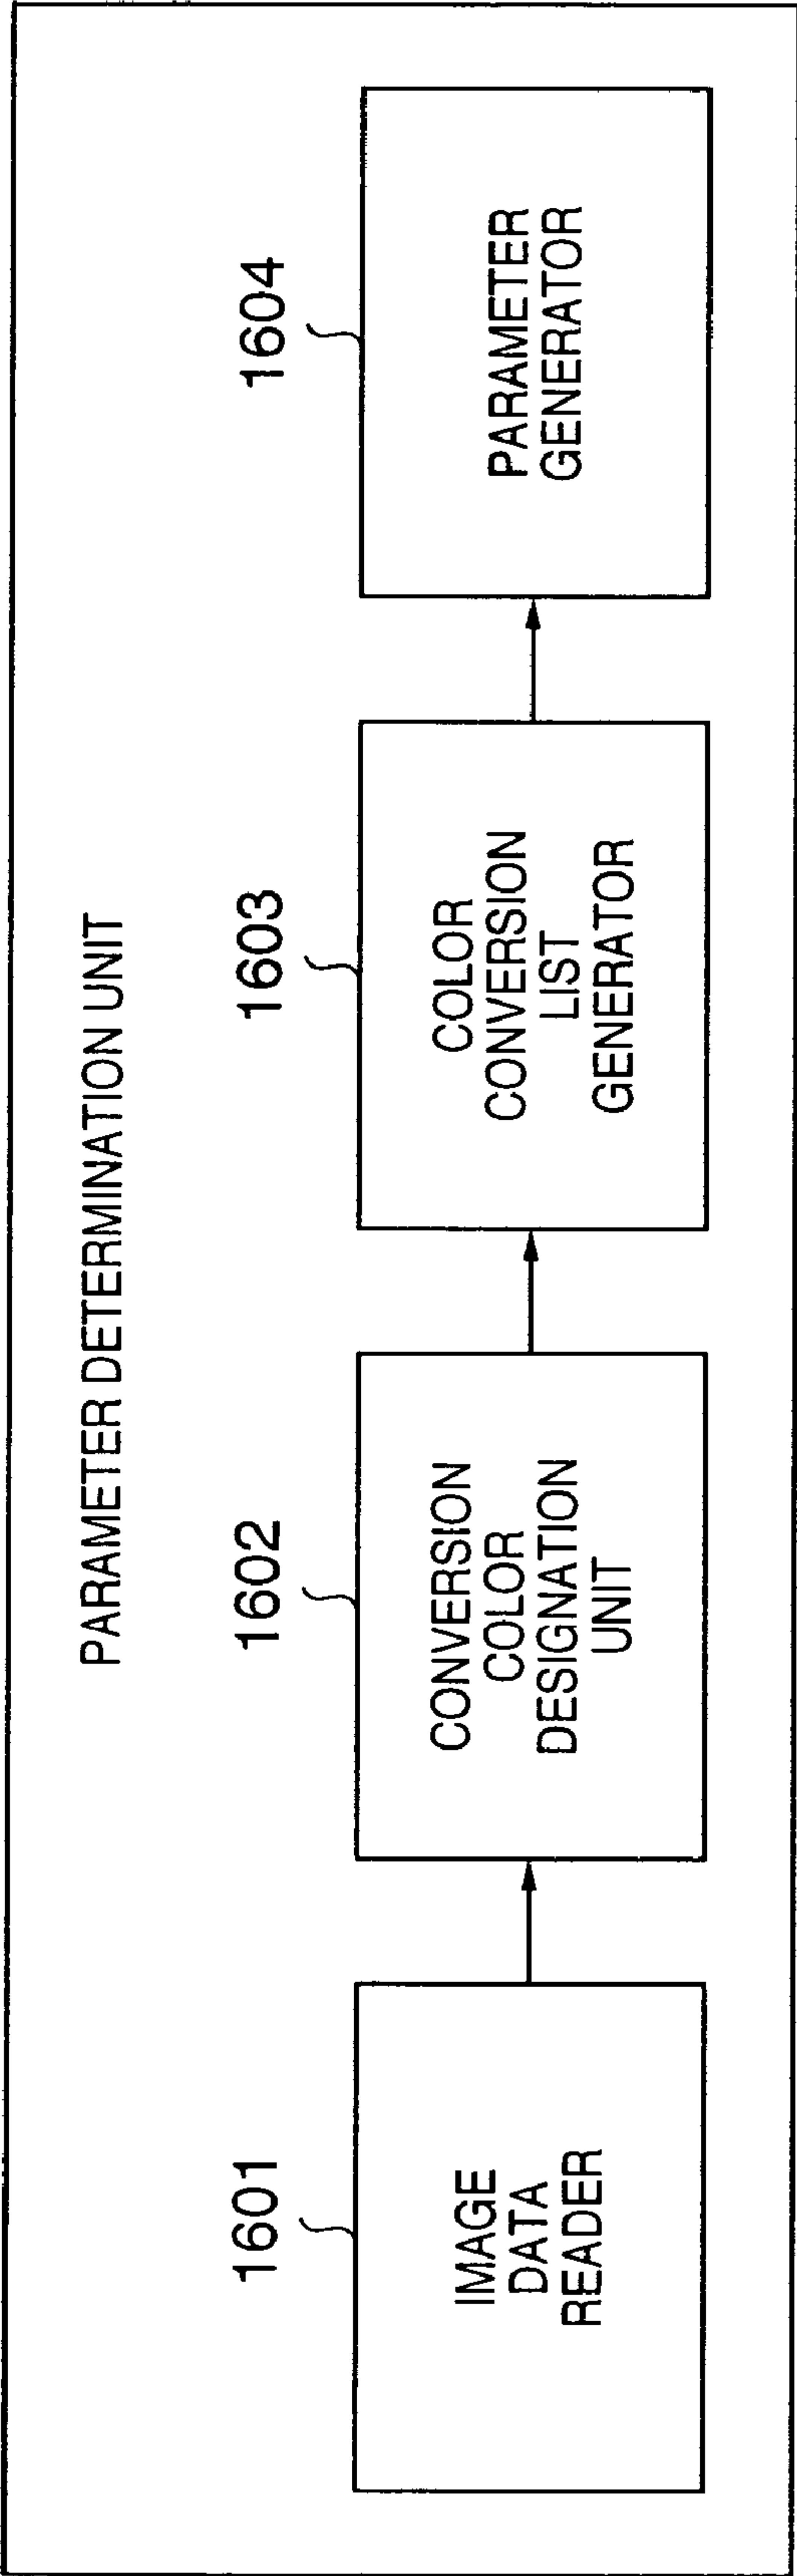 PARAMETER DETERMINATION UNIT
1601
IMAGE
DATA
READER
1602
CONVERSION
COLOR
DESIGNATION
UNIT
1603
COLOR
CONVERSION
LIST
GENERATOR
1604
PARAMETER
GENERATOR